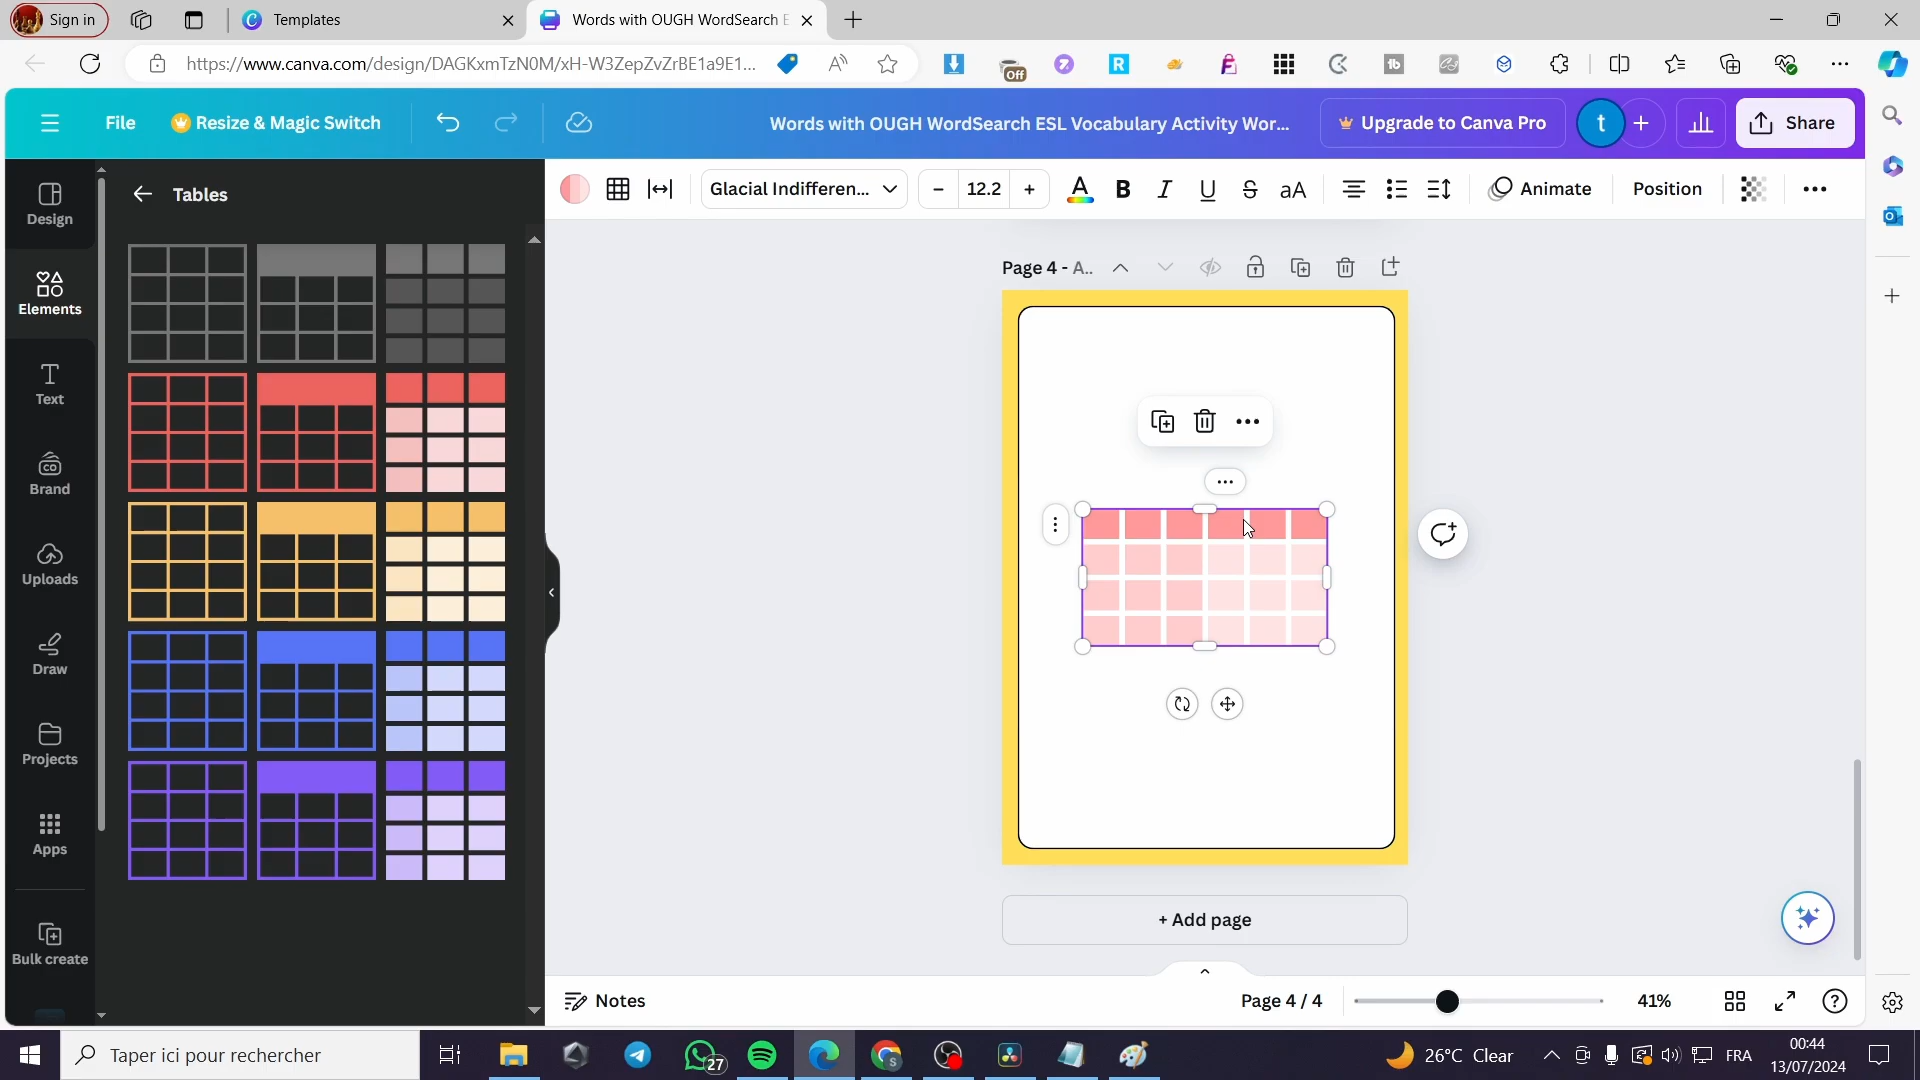 Sign in
Templates
Words with OUGH WordSearch E
https://www.canva.com/design/DAGKxmTzN0M/xH-W3ZepZvZrBE1a9E1...
Off
File
Resize & Magic Switch
Words with OUGH WordSearch ESL Vocabulary Activity Wor...
Upgrade to Canva Pro
t
Share
Design
Elements
Text
Brand
Uploads
Draw
Projects
Apps
Bulk create
Tables
Glacial Indifferen...
12.2
Animate
Position
Page 4 - A..
+ Add page
Notes
Page 4 / 4
41%
Taper ici pour rechercher
27
26°C Clear
FRA
00:44
13/07/2024